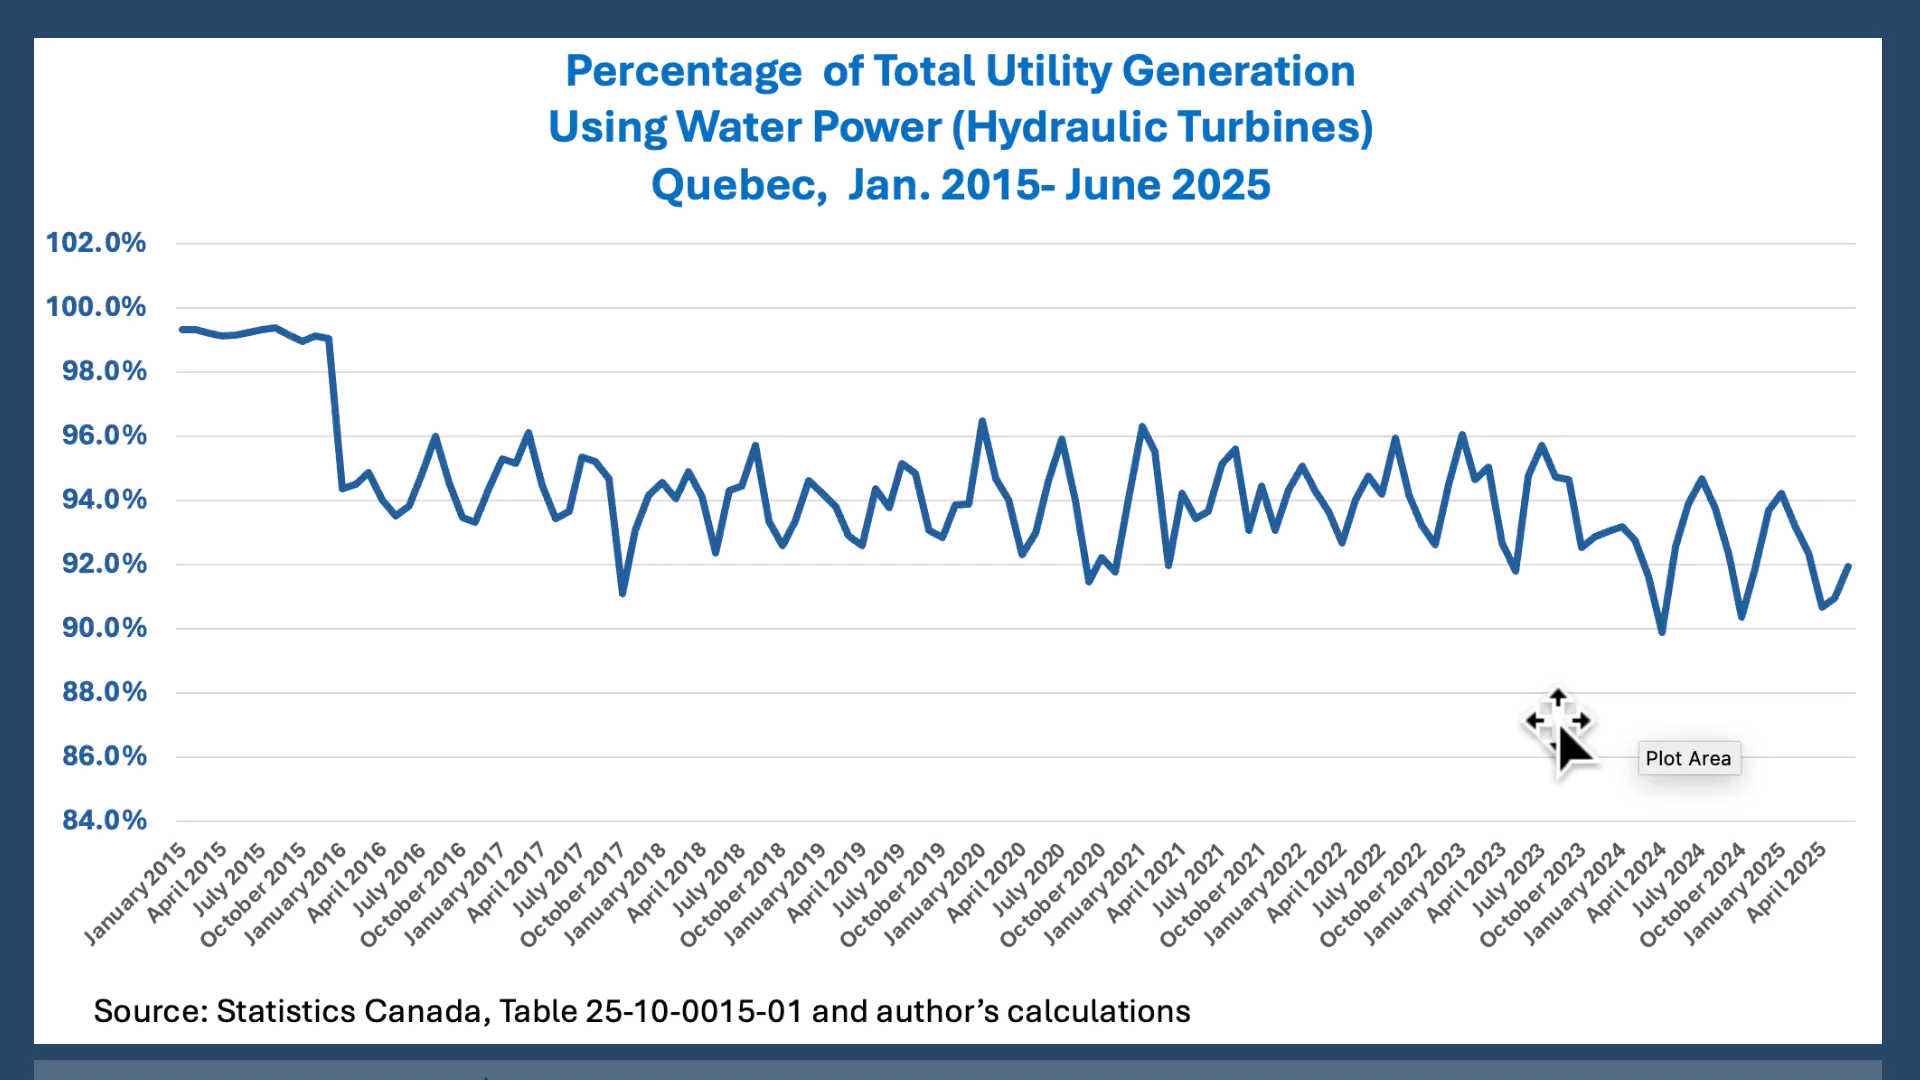 Percentage of Total Utility Generation
Using Water Power (Hydraulic Turbines)
Quebec, Jan. 2015- June 2025
102.0%
100.0%
98.0%
96.0%
94.0%
92.0%
90.0%
88.0%
86.0%
84.0%
Plot Area
January 2015
April 2015
July 2015
October 2015
January 2016
April 2016
July 2016
October 2016
January 2017
April 2017
July 2017
October 2017
January 2018
April 2018
July 2018
October 2018
January 2019
April 2019
July 2019
October 2019
January 2020
April 2020
July 2020
October 2020
January 2021
April 2021
July 2021
October 2021
January 2022
April 2022
July 2022
October 2022
January 2023
April 2023
July 2023
October 2023
January 2024
April 2024
July 2024
October 2024
January 2025
April 2025
Source: Statistics Canada, Table 25-10-0015-01 and author’s calculations